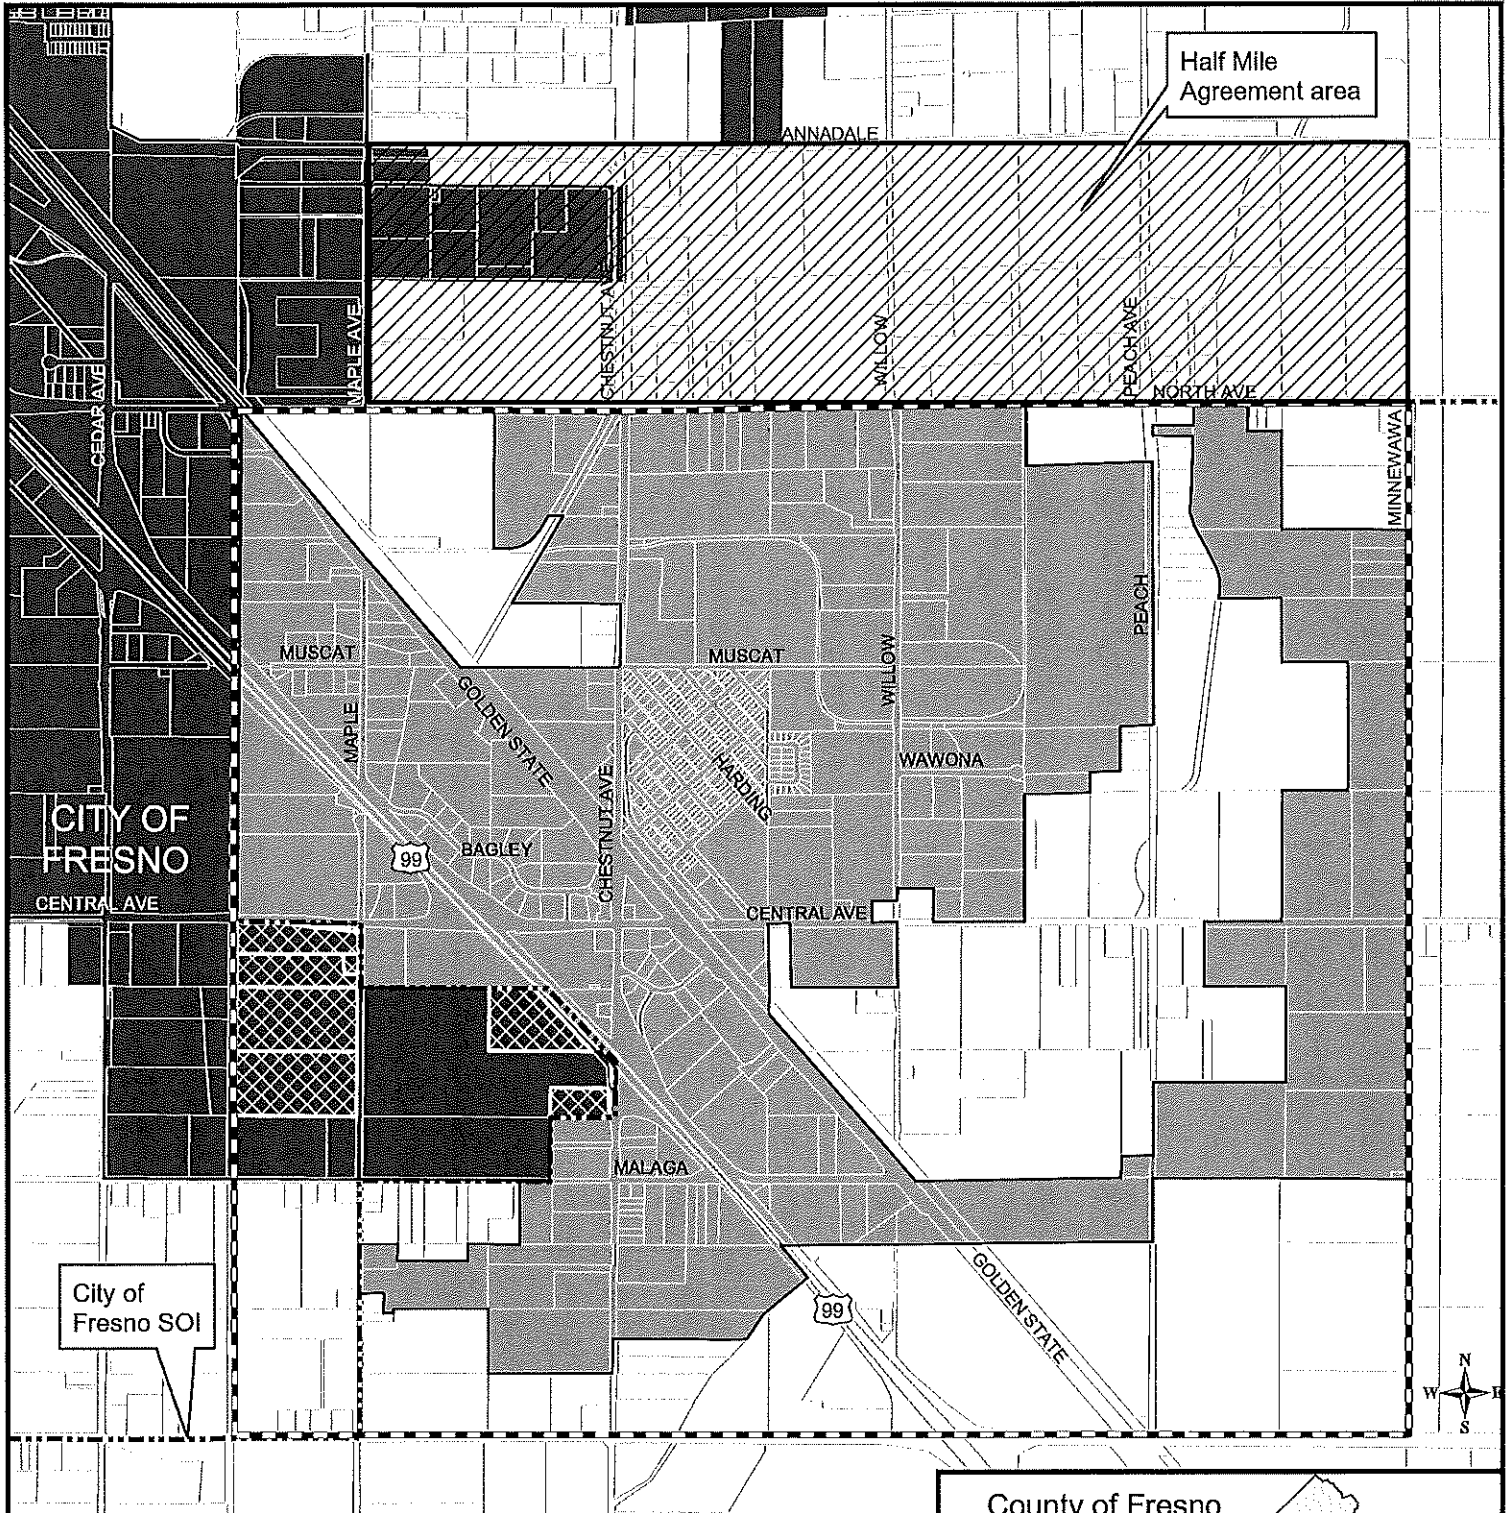 Half Mile
Agreement area
ANNADALE
MAPLE AVE
CHESTNUT AVE
WILLOW
PEACH AVE
NORTH AVE
CEDAR AVE
MINNEWAWA
PEACH
MUSCAT
MUSCAT
WILLOW
GOLDEN STATE
MAPLE
HARDING
WAWONA
CHESTNUT AVE
CITY OF
FRESNO
99
BAGLEY
CENTRAL AVE
CENTRAL AVE
MALAGA
City of
Fresno SOI
99
GOLDEN STATE
N
W E
S
County of Fresno